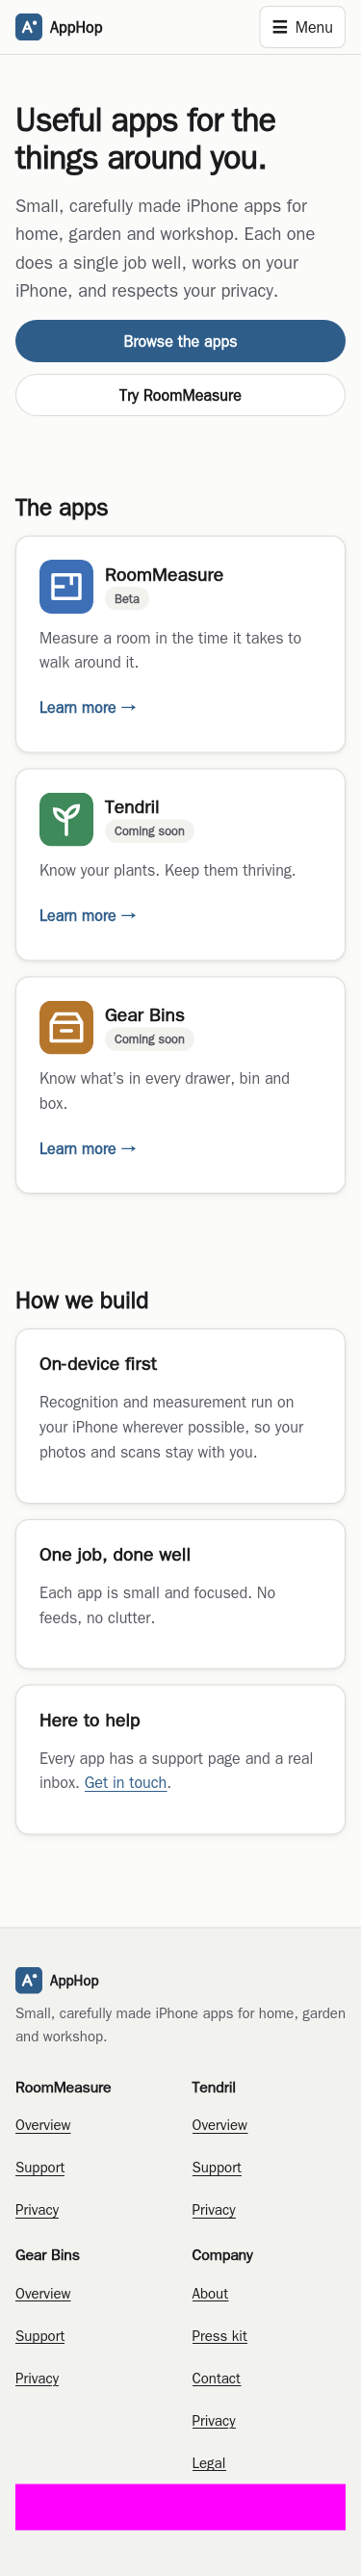 AppHop
☰ Menu
Useful apps for the
things around you.
Small, carefully made iPhone apps for
home, garden and workshop. Each one
does a single job well, works on your
iPhone, and respects your privacy.
Browse the apps
Try RoomMeasure
The apps
RoomMeasure
Beta
Measure a room in the time it takes to
walk around it.
Learn more →
Tendril
Coming soon
Know your plants. Keep them thriving.
Learn more →
Gear Bins
Coming soon
Know what's in every drawer, bin and
box.
Learn more →
How we build
On-device first
Recognition and measurement run on
your iPhone wherever possible, so your
photos and scans stay with you.
One job, done well
Each app is small and focused. No
feeds, no clutter.
Here to help
Every app has a support page and a real
inbox. Get in touch.
AppHop
Small, carefully made iPhone apps for home, garden
and workshop.
RoomMeasure
Overview
Support
Privacy
Tendril
Overview
Support
Privacy
Gear Bins
Overview
Support
Privacy
Company
About
Press kit
Contact
Privacy
Legal